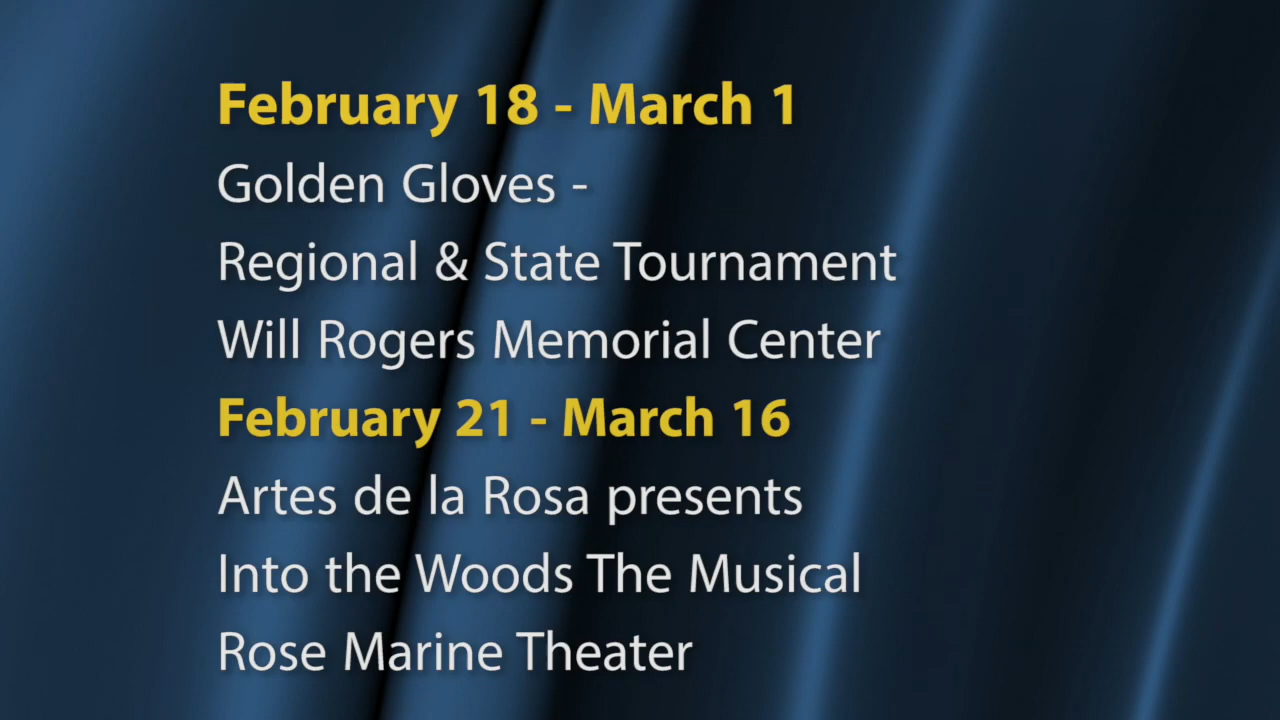 February 18 - March 1
Golden Gloves -
Regional & State Tournament
Will Rogers Memorial Center
February 21 - March 16
Artes de la Rosa presents
Into the Woods The Musical
Rose Marine Theater